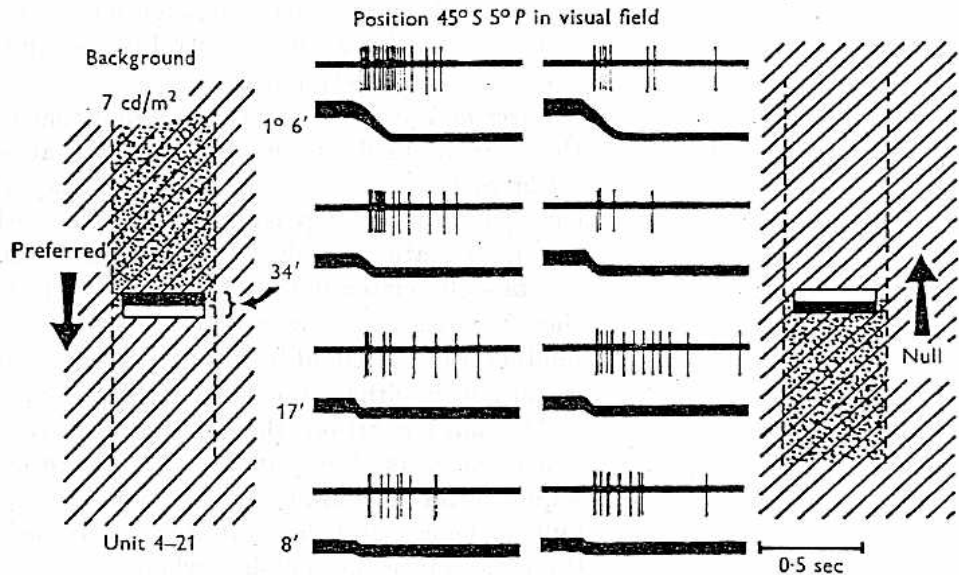 Position 45° S 5° P in visual field
Background
7 cd/m²
1° 6′
Preferred
34′
Null
17′
8′
Unit 4–21
0·5 sec